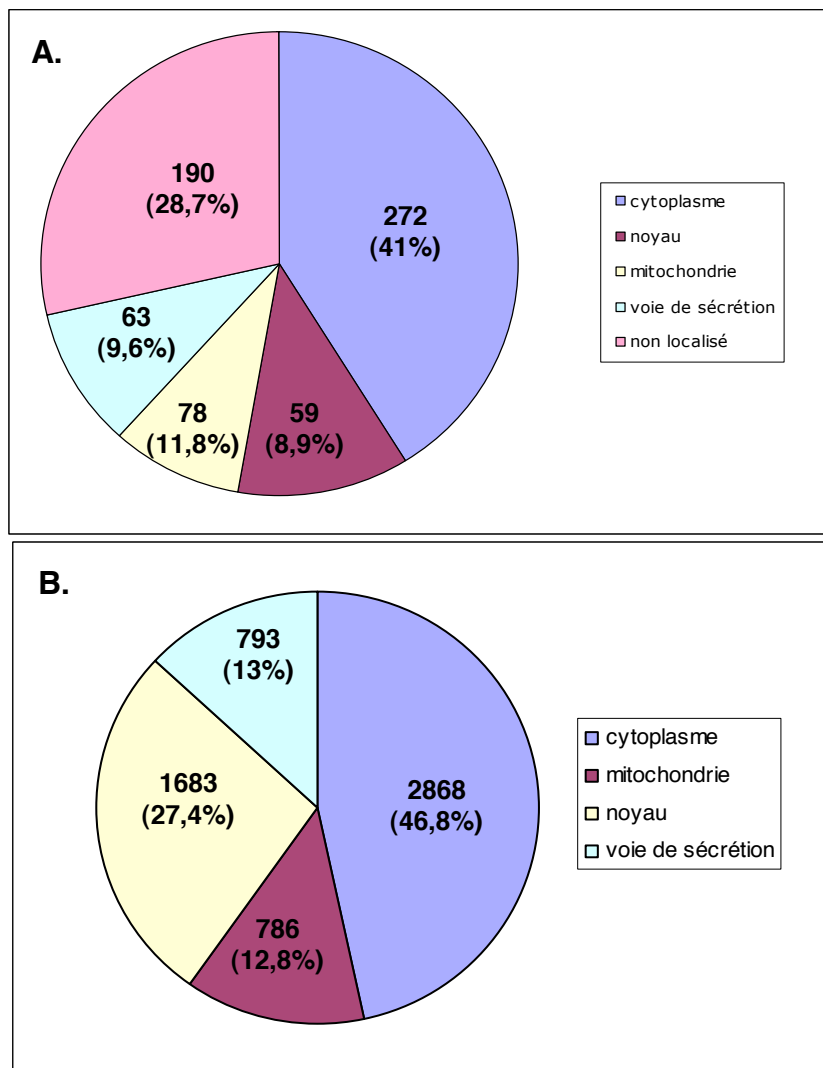 A.
190
(28,7%)
272
(41%)
63
(9,6%)
78
(11,8%)
59
(8,9%)
cytoplasme
noyau
mitochondrie
voie de sécrétion
non localisé
B.
793
(13%)
1683
(27,4%)
2868
(46,8%)
786
(12,8%)
cytoplasme
mitochondrie
noyau
voie de sécrétion